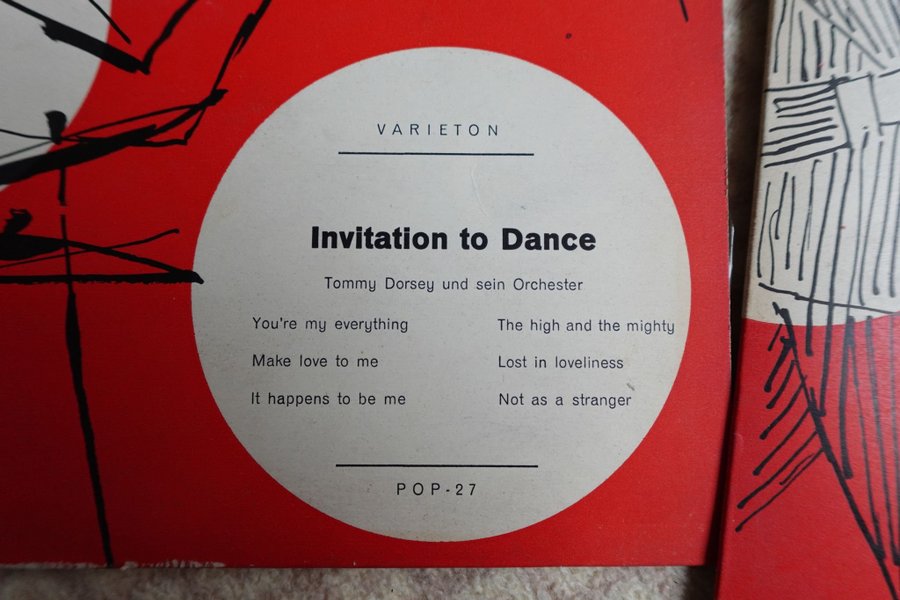 VARIETON
Invitation to Dance
Tommy Dorsey und sein Orchester
You're my everything
Make love to me
It happens to be me
The high and the mighty
Lost in loveliness
Not as a stranger
POP-27